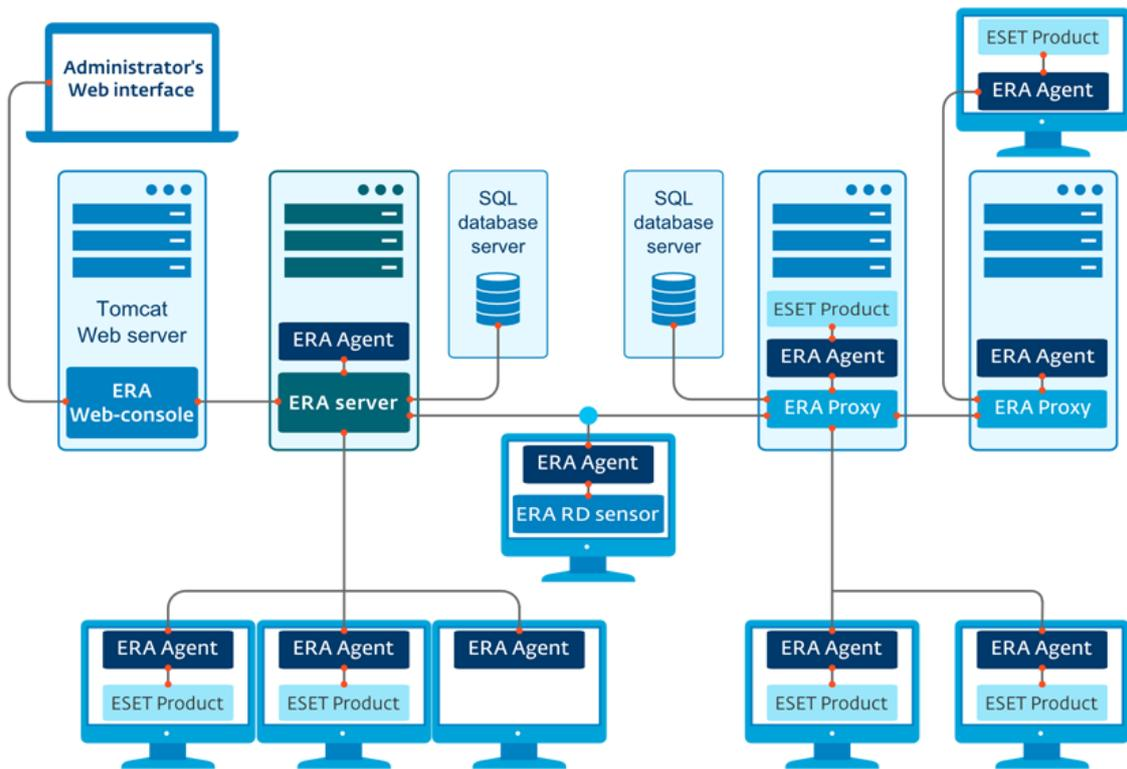 Administrator's
Web interface
ESET Product
ERA Agent
Tomcat
Web server
ERA
Web-console
ERA Agent
ERA server
SQL
database
server
SQL
database
server
ESET Product
ERA Agent
ERA Proxy
ERA Agent
ERA Proxy
ERA Agent
ERA RD sensor
ERA Agent
ESET Product
ERA Agent
ESET Product
ERA Agent
ERA Agent
ESET Product
ERA Agent
ESET Product